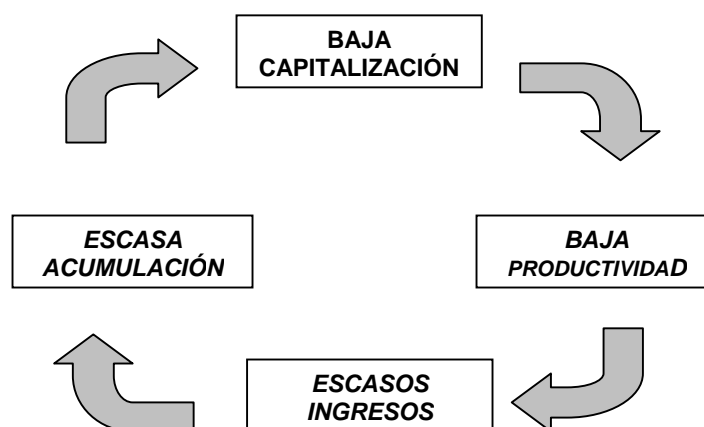 BAJA
CAPITALIZACIÓN
ESCASA
ACUMULACIÓN
BAJA
PRODUCTIVIDAD
ESCASOS
INGRESOS